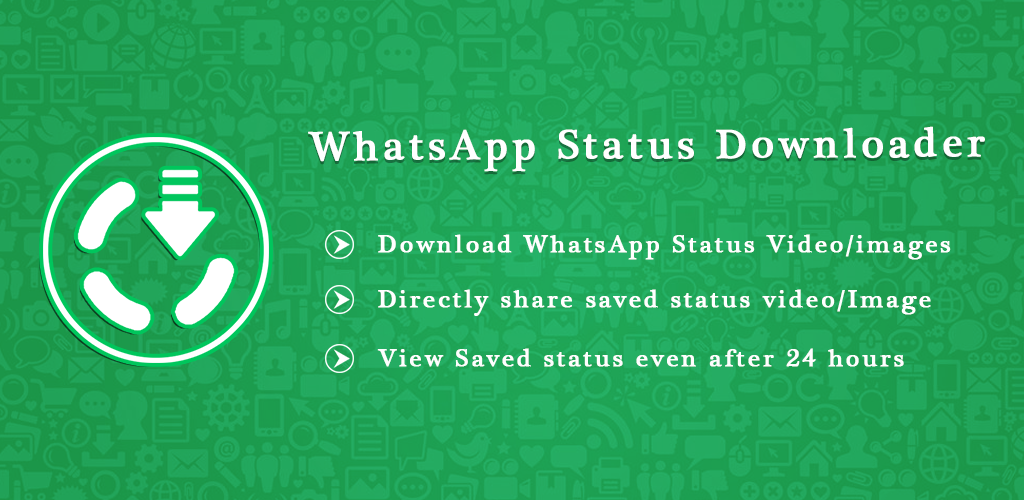 WhatsApp Status Downloader
Download WhatsApp Status Video/images
Directly share saved status video/Image
View Saved status even after 24 hours